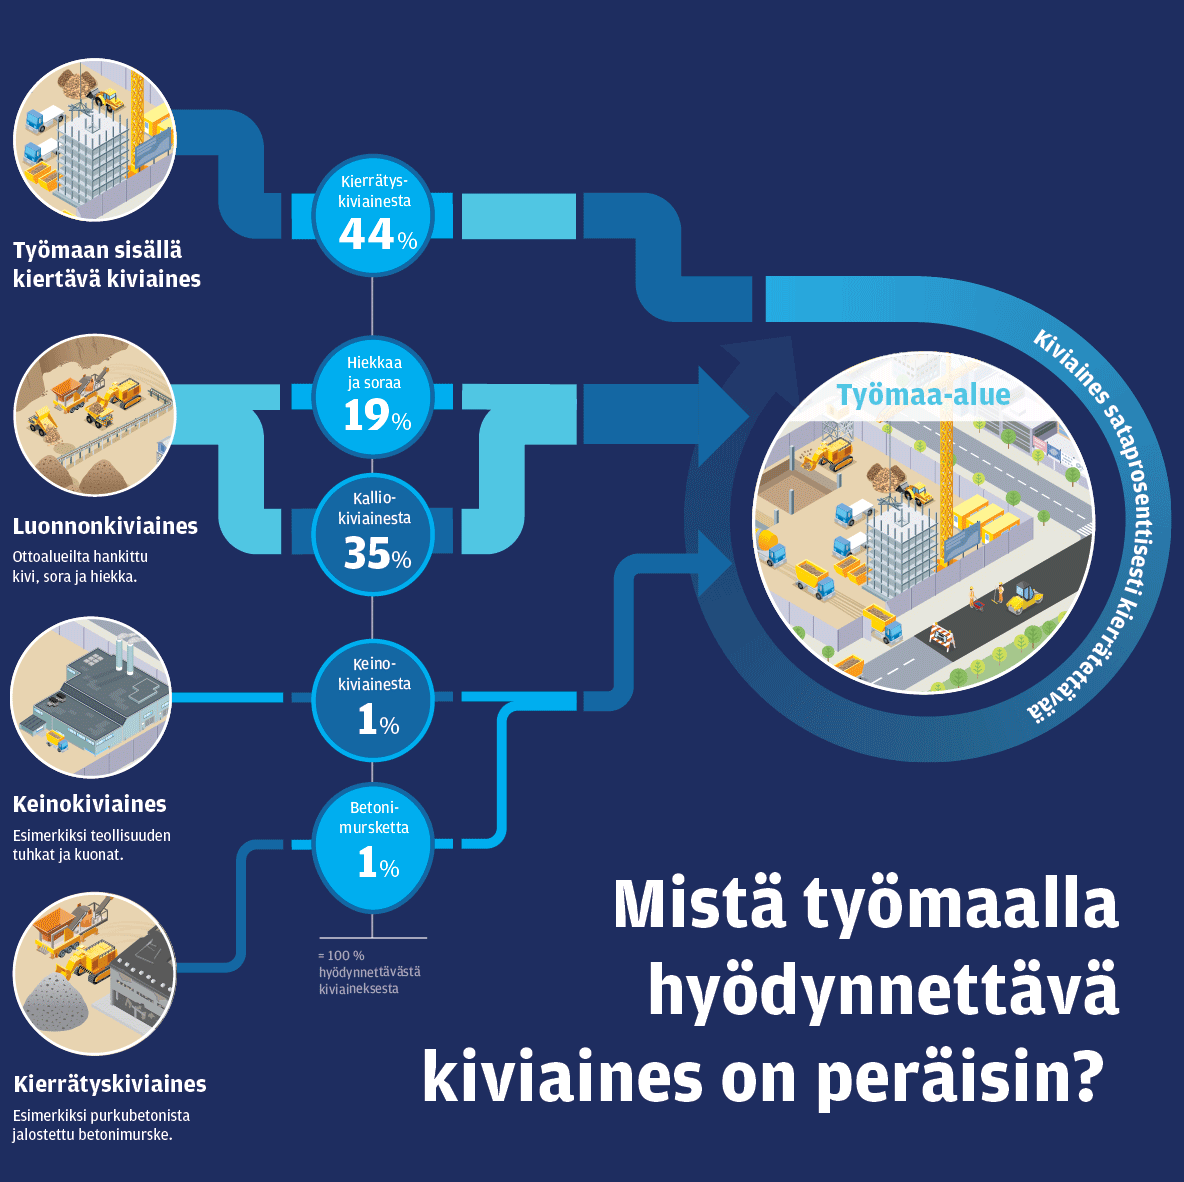 Työmaan sisällä
kiertävä kiviaines
Kierrätys-
kiviainesta
44%
Luonnonkiviaines
Ottoalueilta hankittu
kivi, sora ja hiekka.
Hiekkaa
ja soraa
19%
Kallio-
kiviainesta
35%
Keinokiviaines
Esimerkiksi teollisuuden
tuhkat ja kuonat.
Keino-
kiviainesta
1%
Kierrätyskiviaines
Esimerkiksi purkubetonista
jalostettu betonimurske.
Betoni-
mursketta
1%
= 100 %
hyödynnettävästä
kiviaineksesta
Työmaa-alue
Kiviaines sataprosenttisesti kierrätettävää
Mistä työmaalla
hyödynnettävä
kiviaines on peräisin?